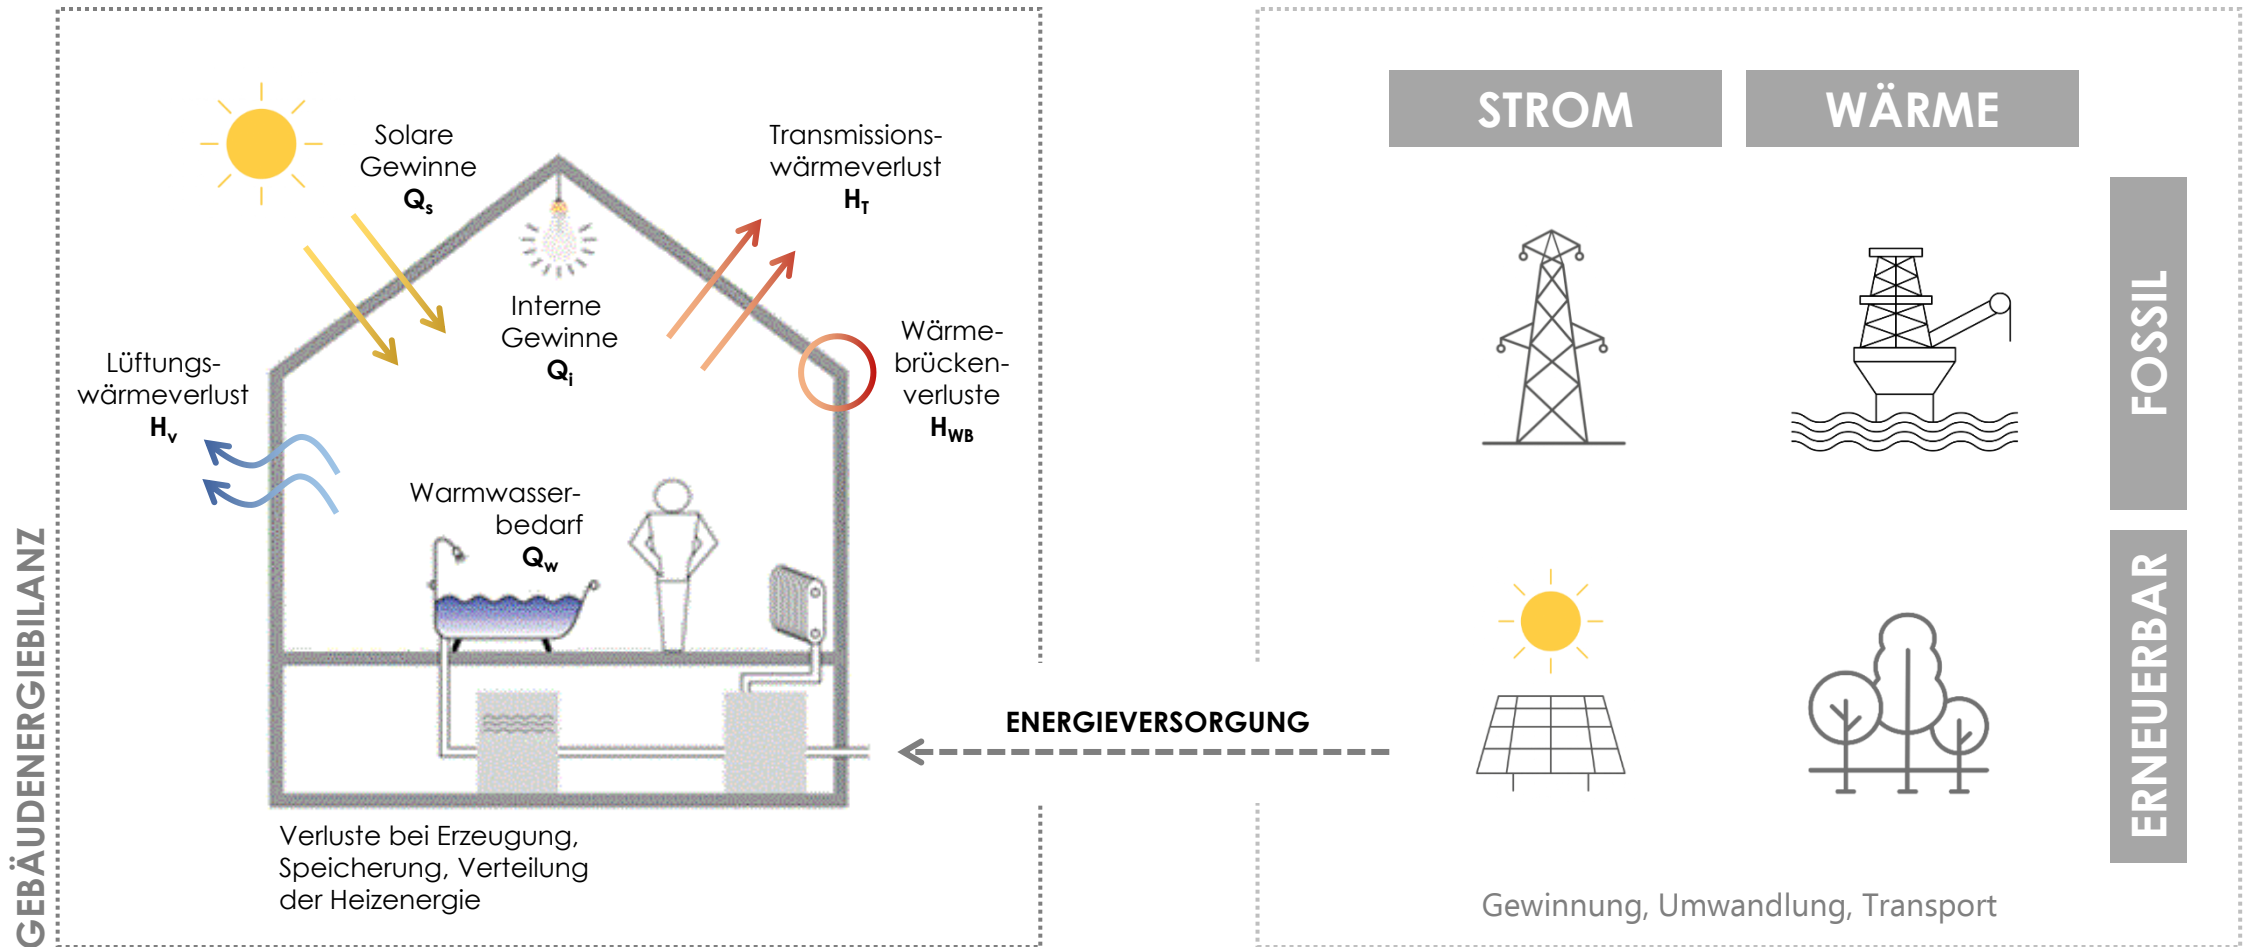 GEBÄUDENERGIEBILANZ
Solare
Gewinne
Qs
Transmissions-
wärmeverlust
HT
Interne
Gewinne
Qi
Wärme-
brücken-
verluste
HWB
Lüftungs-
wärmeverlust
Hv
Warmwasser-
bedarf
Qw
Verluste bei Erzeugung,
Speicherung, Verteilung
der Heizenergie
ENERGIEVERSORGUNG
STROM
WÄRME
FOSSIL
ERNEUERBAR
Gewinnung, Umwandlung, Transport